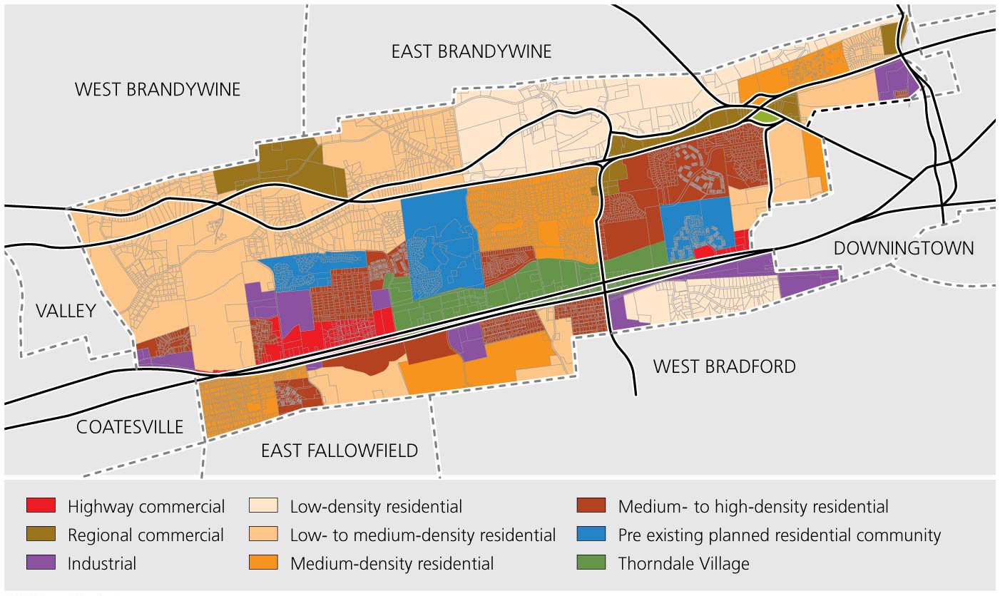 EAST BRANDYWINE
WEST BRANDYWINE
DOWNINGTOWN
VALLEY
WEST BRADFORD
COATESVILLE
EAST FALLOWFIELD
Highway commercial
Low-density residential
Medium- to high-density residential
Regional commercial
Low- to medium-density residential
Pre existing planned residential community
Industrial
Medium-density residential
Thorndale Village